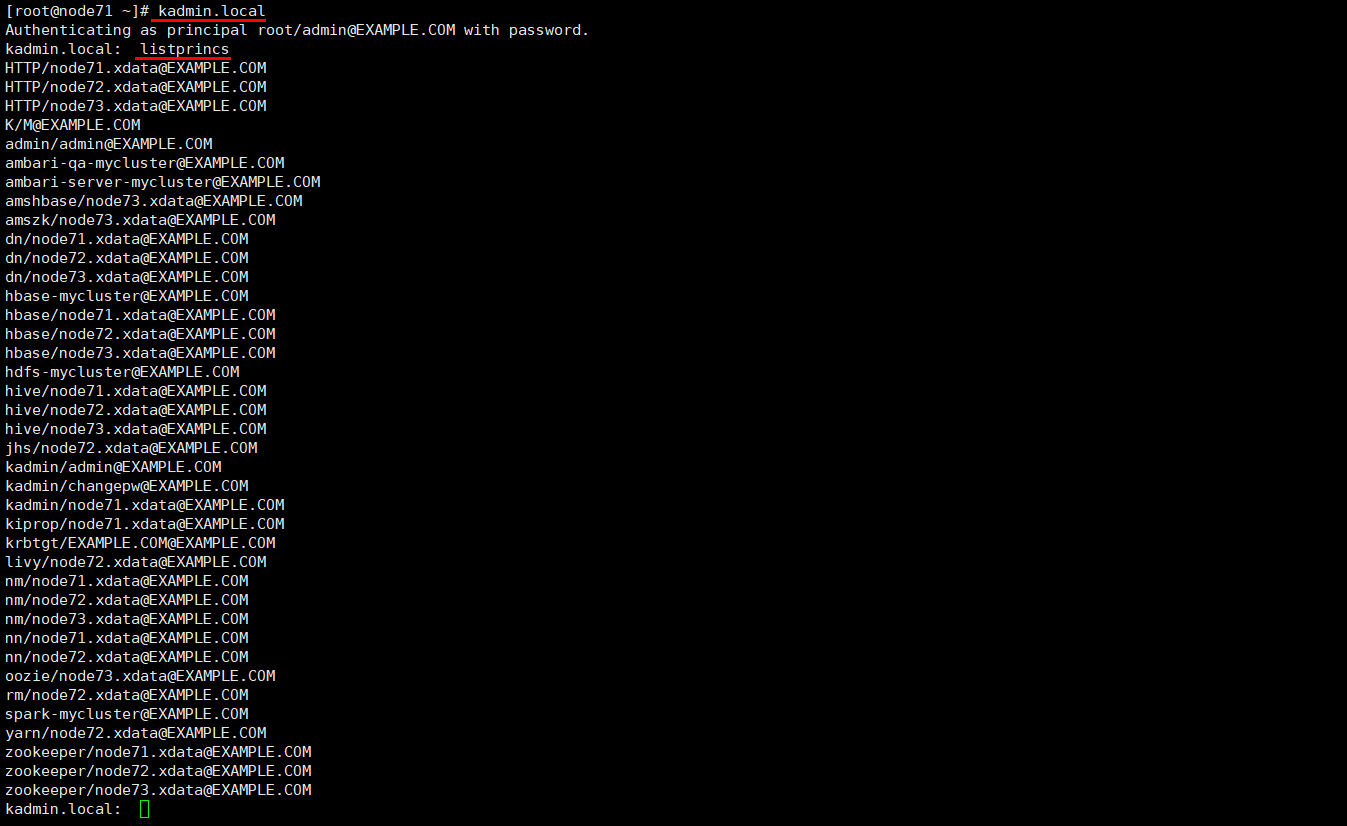 [root@node71 ~]# kadmin.local
Authenticating as principal root/admin@EXAMPLE.COM with password.
kadmin.local:  listprincs
HTTP/node71.xdata@EXAMPLE.COM
HTTP/node72.xdata@EXAMPLE.COM
HTTP/node73.xdata@EXAMPLE.COM
K/M@EXAMPLE.COM
admin/admin@EXAMPLE.COM
ambari-qa-mycluster@EXAMPLE.COM
ambari-server-mycluster@EXAMPLE.COM
amshbase/node73.xdata@EXAMPLE.COM
amszk/node73.xdata@EXAMPLE.COM
dn/node71.xdata@EXAMPLE.COM
dn/node72.xdata@EXAMPLE.COM
dn/node73.xdata@EXAMPLE.COM
hbase-mycluster@EXAMPLE.COM
hbase/node71.xdata@EXAMPLE.COM
hbase/node72.xdata@EXAMPLE.COM
hbase/node73.xdata@EXAMPLE.COM
hdfs-mycluster@EXAMPLE.COM
hive/node71.xdata@EXAMPLE.COM
hive/node72.xdata@EXAMPLE.COM
hive/node73.xdata@EXAMPLE.COM
jhs/node72.xdata@EXAMPLE.COM
kadmin/admin@EXAMPLE.COM
kadmin/changepw@EXAMPLE.COM
kadmin/node71.xdata@EXAMPLE.COM
kiprop/node71.xdata@EXAMPLE.COM
krbtgt/EXAMPLE.COM@EXAMPLE.COM
livy/node72.xdata@EXAMPLE.COM
nm/node71.xdata@EXAMPLE.COM
nm/node72.xdata@EXAMPLE.COM
nm/node73.xdata@EXAMPLE.COM
nn/node71.xdata@EXAMPLE.COM
nn/node72.xdata@EXAMPLE.COM
oozie/node73.xdata@EXAMPLE.COM
rm/node72.xdata@EXAMPLE.COM
spark-mycluster@EXAMPLE.COM
yarn/node72.xdata@EXAMPLE.COM
zookeeper/node71.xdata@EXAMPLE.COM
zookeeper/node72.xdata@EXAMPLE.COM
zookeeper/node73.xdata@EXAMPLE.COM
kadmin.local: